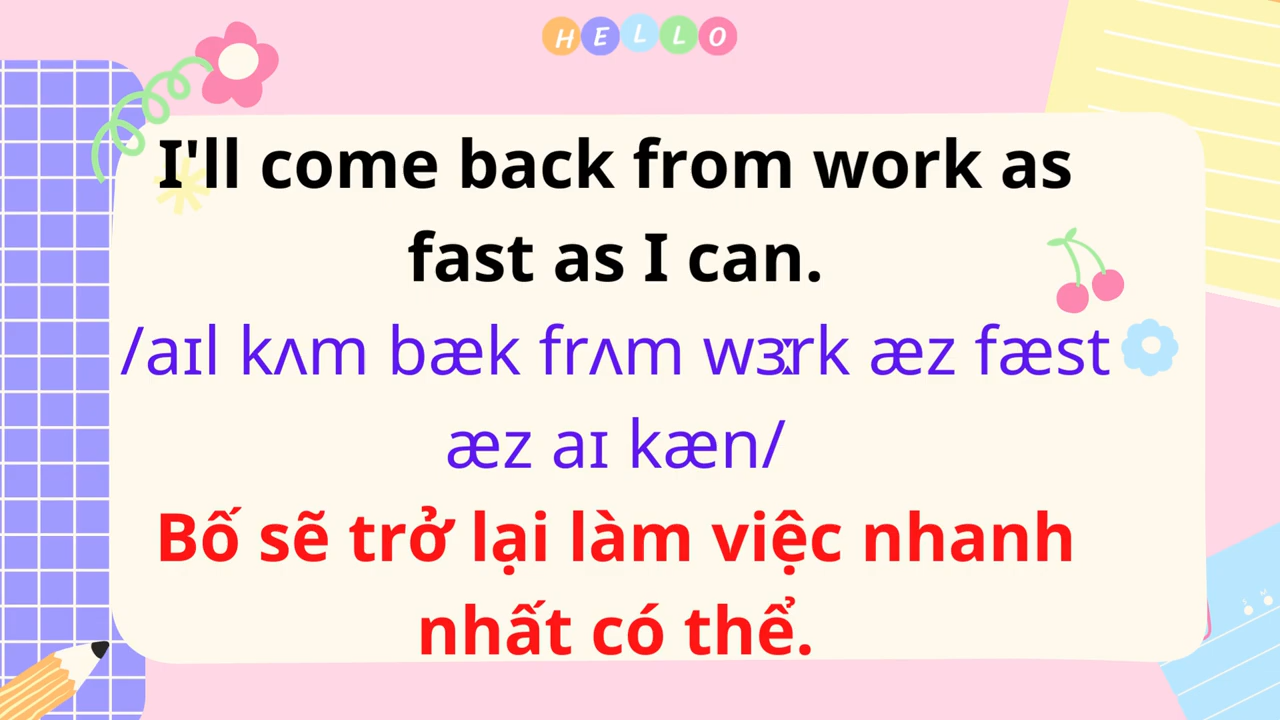 HELLO
I'll come back from work as
fast as I can.
/aɪl kʌm bæk frʌm wɜrk æz fæst
æz aɪ kæn/
Bố sẽ trở lại làm việc nhanh
nhất có thể.